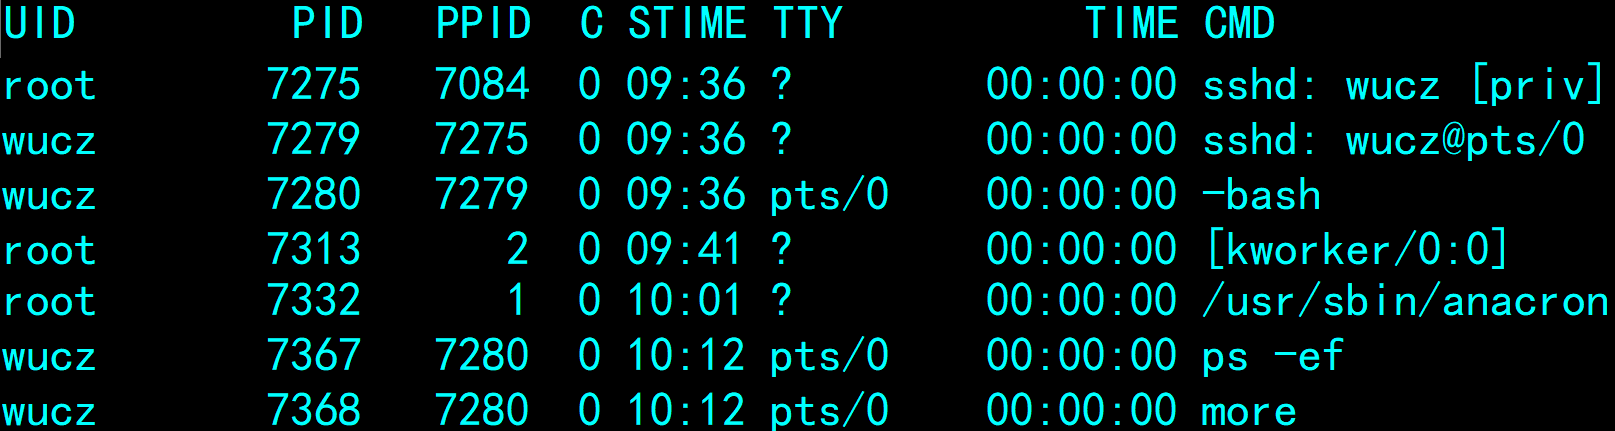 UID         PID   PPID  C STIME TTY          TIME CMD
root       7275   7084  0 09:36 ?        00:00:00 sshd: wucz [priv]
wucz       7279   7275  0 09:36 ?        00:00:00 sshd: wucz@pts/0
wucz       7280   7279  0 09:36 pts/0    00:00:00 -bash
root       7313      2  0 09:41 ?        00:00:00 [kworker/0:0]
root       7332      1  0 10:01 ?        00:00:00 /usr/sbin/anacron
wucz       7367   7280  0 10:12 pts/0    00:00:00 ps -ef
wucz       7368   7280  0 10:12 pts/0    00:00:00 more